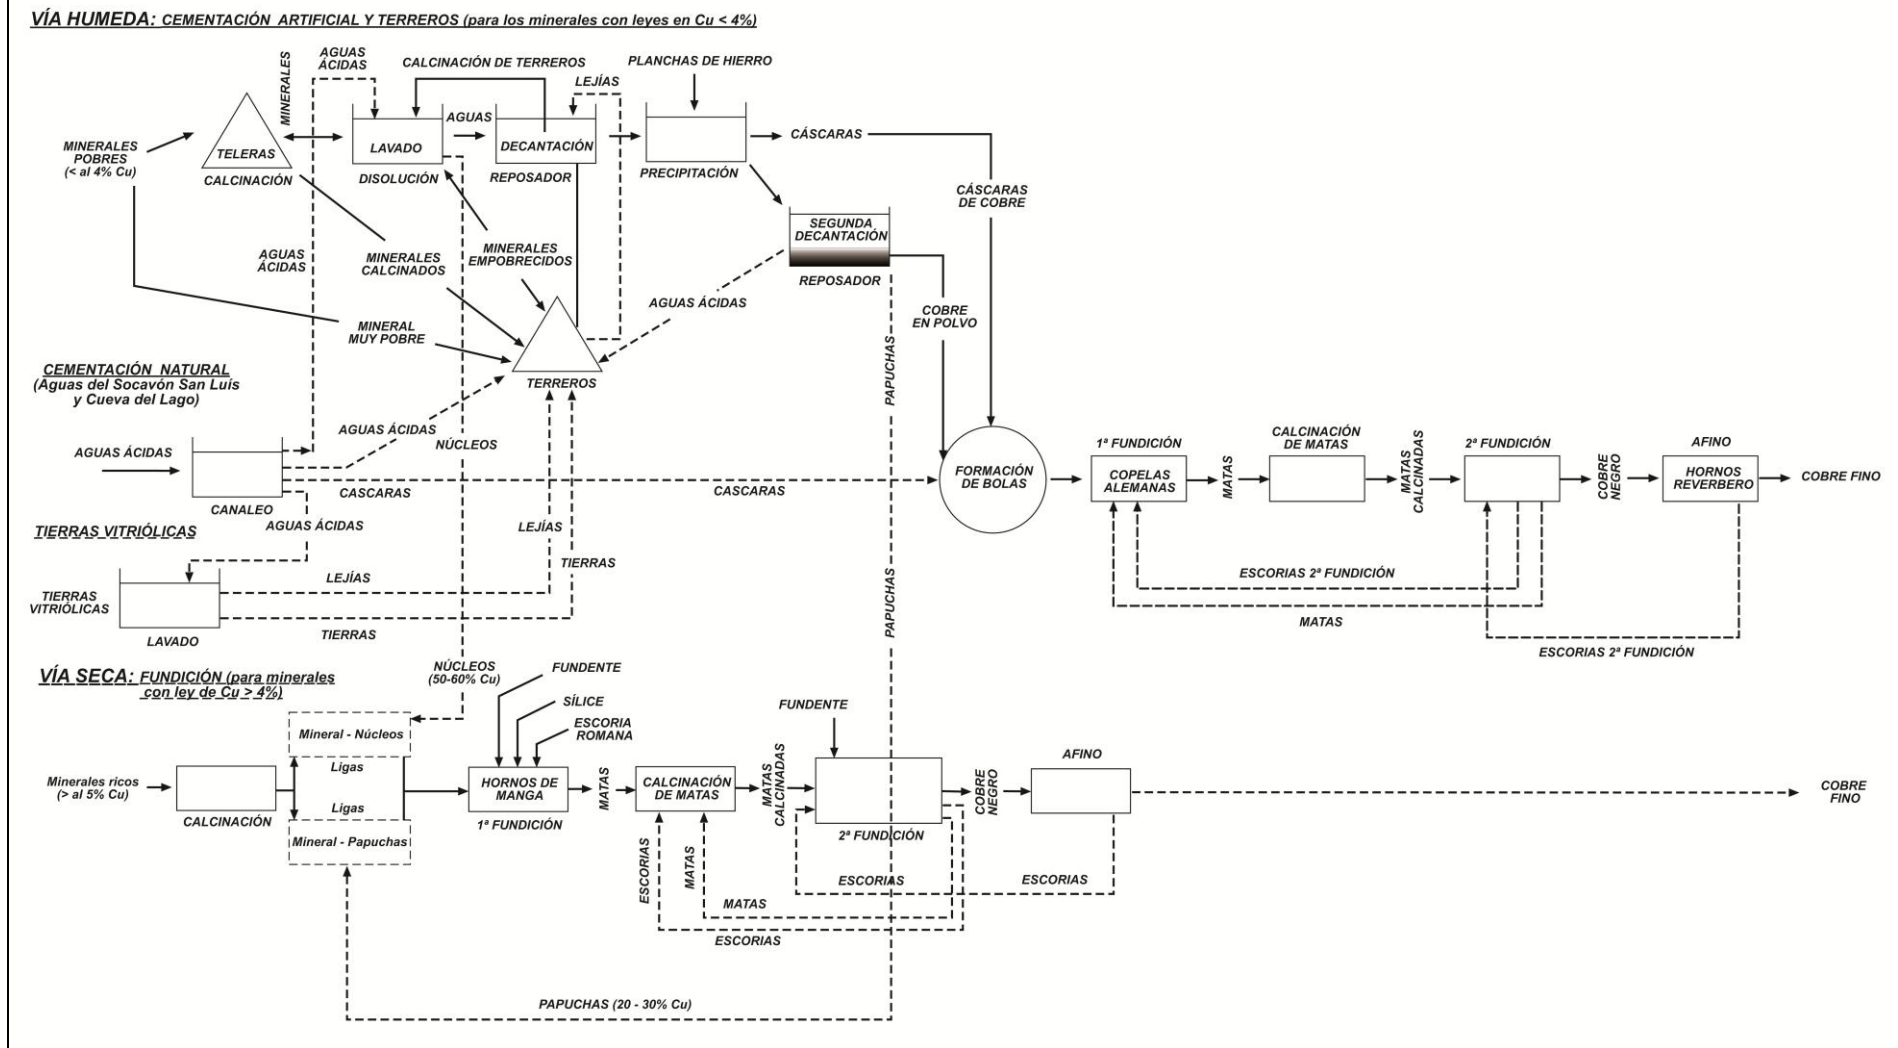 VÍA HUMEDA: CEMENTACIÓN ARTIFICIAL Y TERREROS (para los minerales con leyes en Cu < 4%)
MINERALES
POBRES
(< al 4% Cu)
TELERAS
CALCINACIÓN
MINERALES
AGUAS
ÁCIDAS
CALCINACIÓN DE TERREROS
LAVADO
DISOLUCIÓN
AGUAS
DECANTACIÓN
REPOSADOR
LEJÍAS
PLANCHAS DE HIERRO
PRECIPITACIÓN
CÁSCARAS
CÁSCARAS
DE COBRE
SEGUNDA
DECANTACIÓN
REPOSADOR
AGUAS
ÁCIDAS
MINERALES
CALCINADOS
MINERALES
EMPOBRECIDOS
AGUAS ÁCIDAS
COBRE
EN POLVO
MINERAL
MUY POBRE
TERREROS
PAPUCHAS
CEMENTACIÓN NATURAL
(Aguas del Socavón San Luís
y Cueva del Lago)
AGUAS ÁCIDAS
CANALEO
AGUAS ÁCIDAS
NÚCLEOS
CASCARAS
CASCARAS
AGUAS ÁCIDAS
FORMACIÓN
DE BOLAS
1ª FUNDICIÓN
COPELAS
ALEMANAS
MATAS
CALCINACIÓN
DE MATAS
MATAS
CALCINADAS
2ª FUNDICIÓN
COBRE
NEGRO
AFINO
HORNOS
REVERBERO
COBRE FINO
ESCORIAS 2ª FUNDICIÓN
MATAS
ESCORIAS 2ª FUNDICIÓN
TIERRAS VITRIÓLICAS
TIERRAS
VITRIÓLICAS
LAVADO
LEJÍAS
LEJÍAS
TIERRAS
TIERRAS
PAPUCHAS
VÍA SECA: FUNDICIÓN (para minerales
con ley de Cu > 4%)
NÚCLEOS
(50-60% Cu)
FUNDENTE
SÍLICE
ESCORIA
ROMANA
Minerales ricos
(> al 5% Cu)
CALCINACIÓN
Mineral - Núcleos
Ligas
Ligas
Mineral - Papuchas
HORNOS DE
MANGA
1ª FUNDICIÓN
MATAS
CALCINACIÓN
DE MATAS
MATAS
CALCINADAS
FUNDENTE
2ª FUNDICIÓN
COBRE
NEGRO
AFINO
COBRE
FINO
ESCORIAS
MATAS
ESCORIAS
ESCORIAS
MATAS
ESCORIAS
PAPUCHAS (20 - 30% Cu)